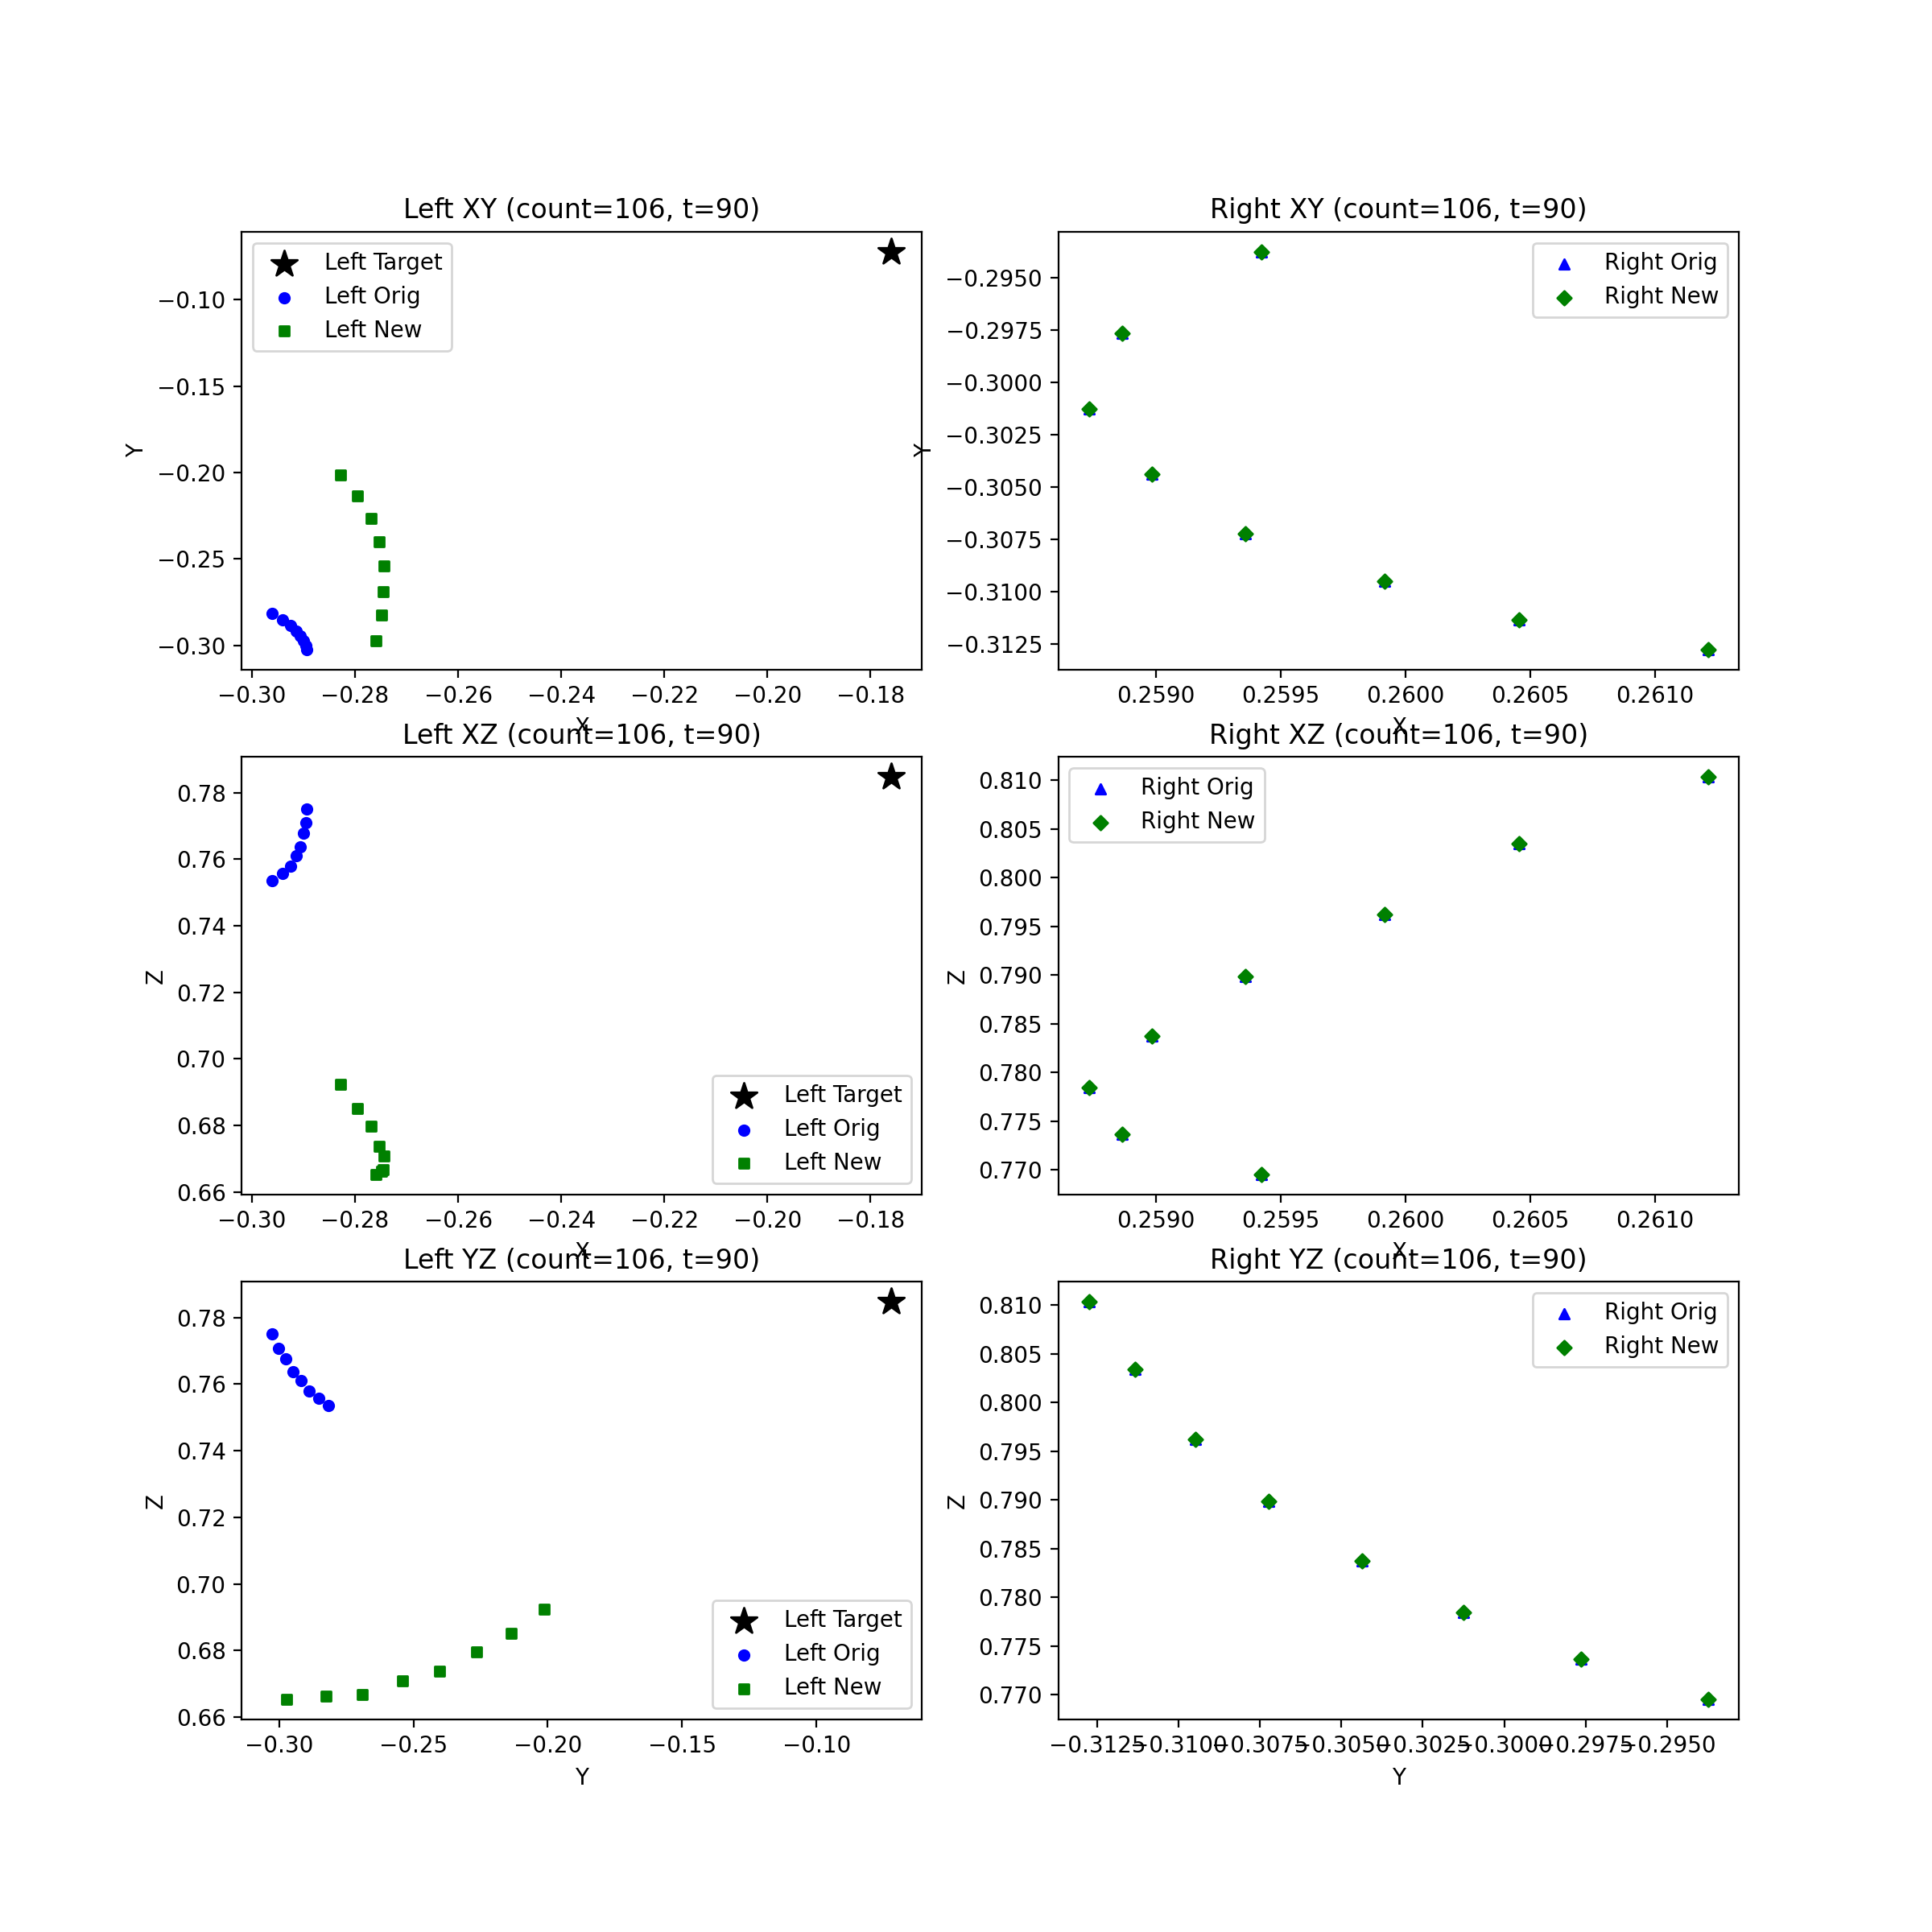 Left XY (count=106, t=90)
Left Target
Left Orig
Left New
−0.10
−0.15
−0.20
−0.25
−0.30
Y
−0.30 −0.28 −0.26 −0.24 −0.22 −0.20 −0.18
X
Right XY (count=106, t=90)
Right Orig
Right New
−0.2950
−0.2975
−0.3000
−0.3025
−0.3050
−0.3075
−0.3100
−0.3125
Y
0.2590 0.2595 0.2600 0.2605 0.2610
X
Left XZ (count=106, t=90)
0.78
0.76
0.74
0.72
0.70
0.68
0.66
Z
Left Target
Left Orig
Left New
−0.30 −0.28 −0.26 −0.24 −0.22 −0.20 −0.18
X
Right XZ (count=106, t=90)
Right Orig
Right New
0.810
0.805
0.800
0.795
0.790
0.785
0.780
0.775
0.770
Z
0.2590 0.2595 0.2600 0.2605 0.2610
X
Left YZ (count=106, t=90)
0.78
0.76
0.74
0.72
0.70
0.68
0.66
Z
Left Target
Left Orig
Left New
−0.30 −0.25 −0.20 −0.15 −0.10
Y
Right YZ (count=106, t=90)
Right Orig
Right New
0.810
0.805
0.800
0.795
0.790
0.785
0.780
0.775
0.770
Z
−0.3125 −0.3100 −0.3075 −0.3050 −0.3025 −0.3000 −0.2975 −0.2950
Y